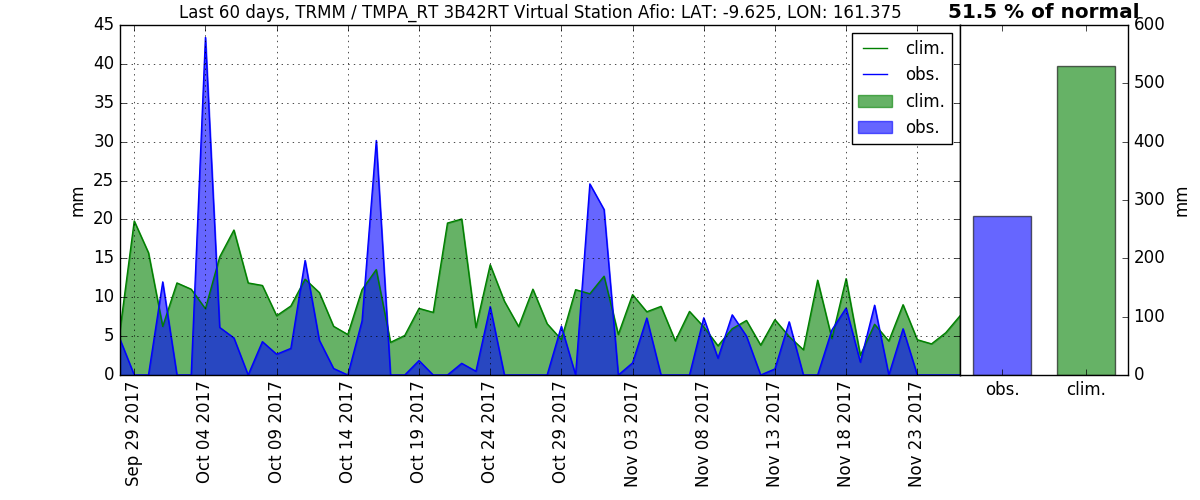 Last 60 days, TRMM / TMPA_RT 3B42RT Virtual Station Afio: LAT: -9.625, LON: 161.375
51.5 % of normal
45
40
35
30
25
20
15
10
5
0
mm
clim.
obs.
clim.
obs.
Sep 29 2017
Oct 04 2017
Oct 09 2017
Oct 14 2017
Oct 19 2017
Oct 24 2017
Oct 29 2017
Nov 03 2017
Nov 08 2017
Nov 13 2017
Nov 18 2017
Nov 23 2017
600
500
400
300
200
100
0
mm
obs.
clim.